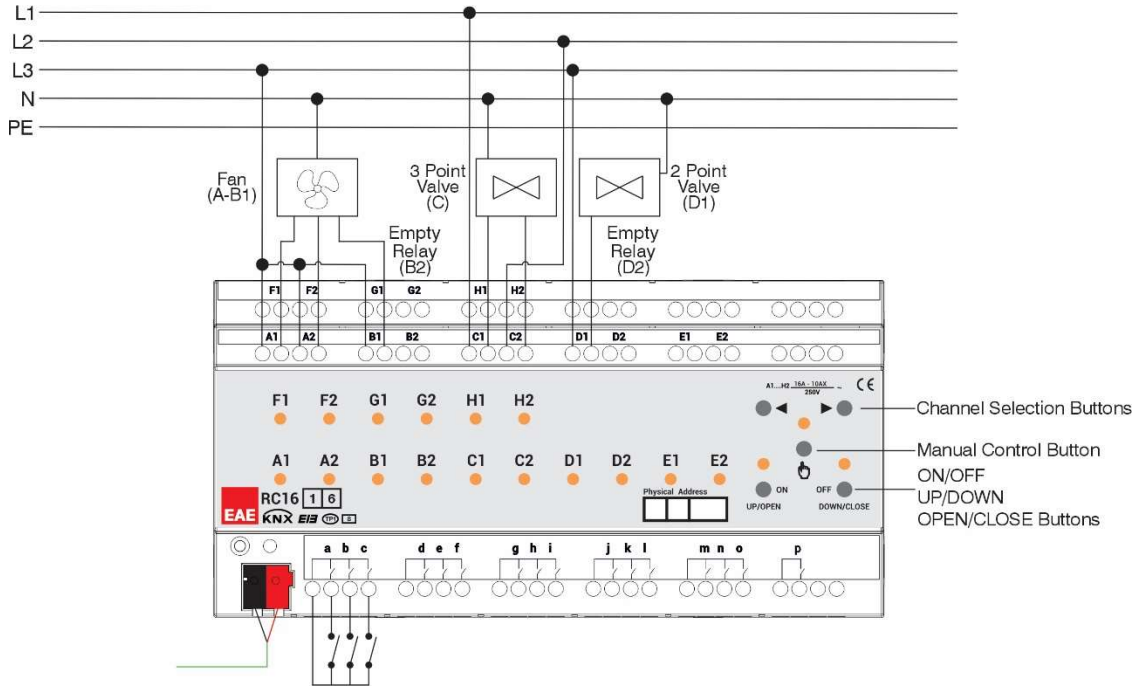 L1
L2
L3
N
PE
Fan
(A-B1)
3 Point
Valve
(C)
2 Point
Valve
(D1)
Empty
Relay
(B2)
Empty
Relay
(D2)
F1 F2 G1 G2 H1 H2
A1 A2 B1 B2 C1 C2 D1 D2 E1 E2
A1....H2 16A - 10AX ~
250V
CE
F1 F2 G1 G2 H1 H2
Channel Selection Buttons
Manual Control Button
A1 A2 B1 B2 C1 C2 D1 D2 E1 E2
ON/OFF
UP/DOWN
OPEN/CLOSE Buttons
ON OFF
UP/OPEN DOWN/CLOSE
Physical Address
EAE
RC16 1 6
KNX EIB TP1 S
a b c d e f g h i j k l m n o p